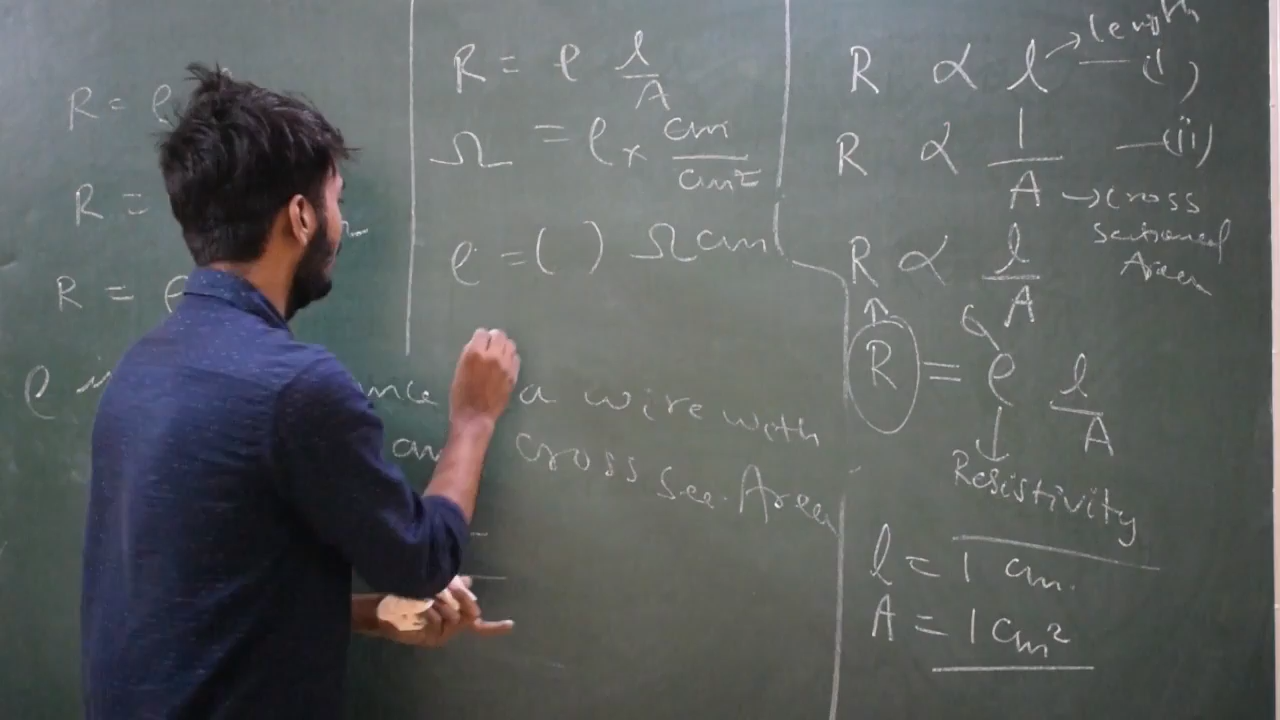 R = ρ
R =
R = ρ
R = ρ l/A
Ω = ρ x cm/cm²
ρ = ( ) Ω cm
ρ is a wire with
cross sec. Area
R ∝ l → length — (i)
R ∝ 1/A — (ii)
→ cross
sectional
Area
R ∝ l/A
R = ρ l/A
Resistivity
l = 1 cm.
A = 1 cm²